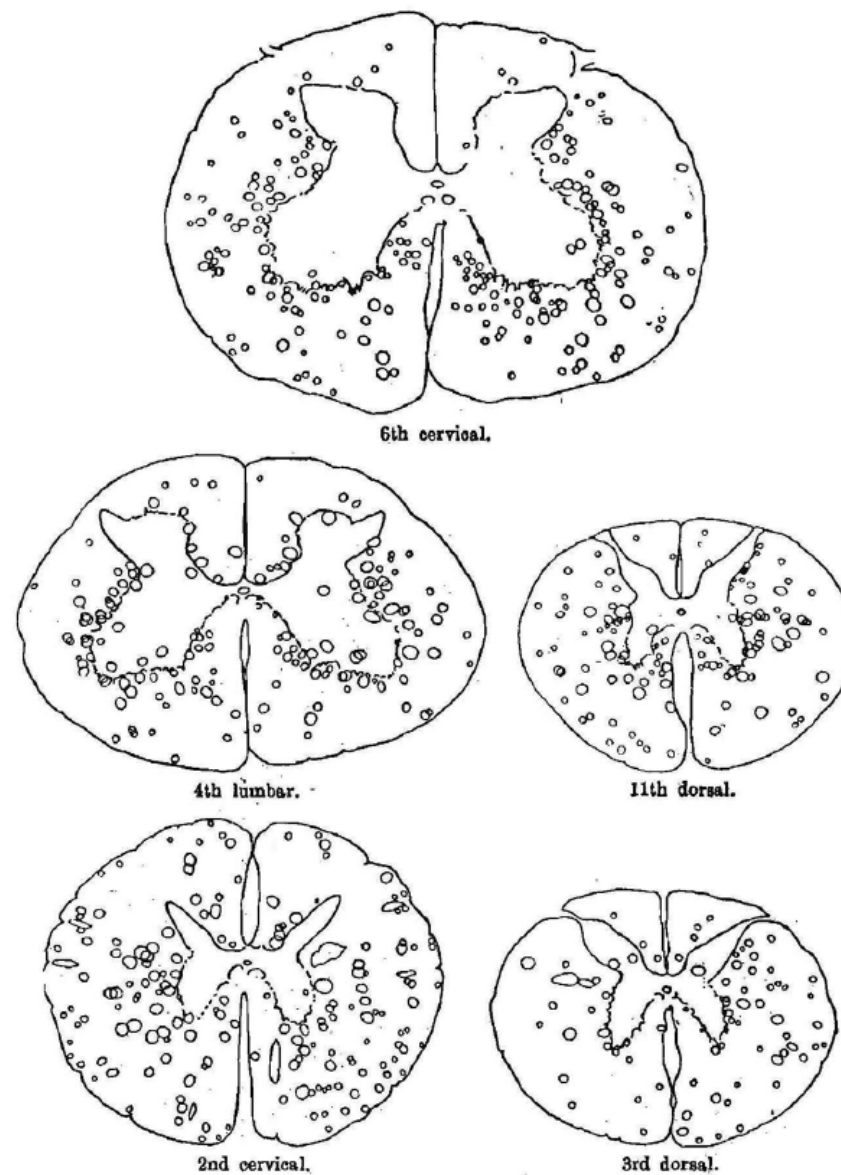 6th cervical.
4th lumbar.
11th dorsal.
2nd cervical.
3rd dorsal.